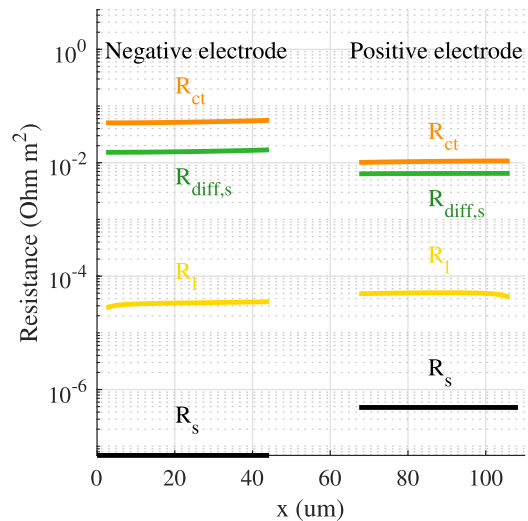 Negative electrode
Positive electrode
R_ct
R_ct
R_diff,s
R_diff,s
R_l
R_l
R_s
R_s
Resistance (Ohm m^2)
10^0
10^-2
10^-4
10^-6
0 20 40 60 80 100
x (um)